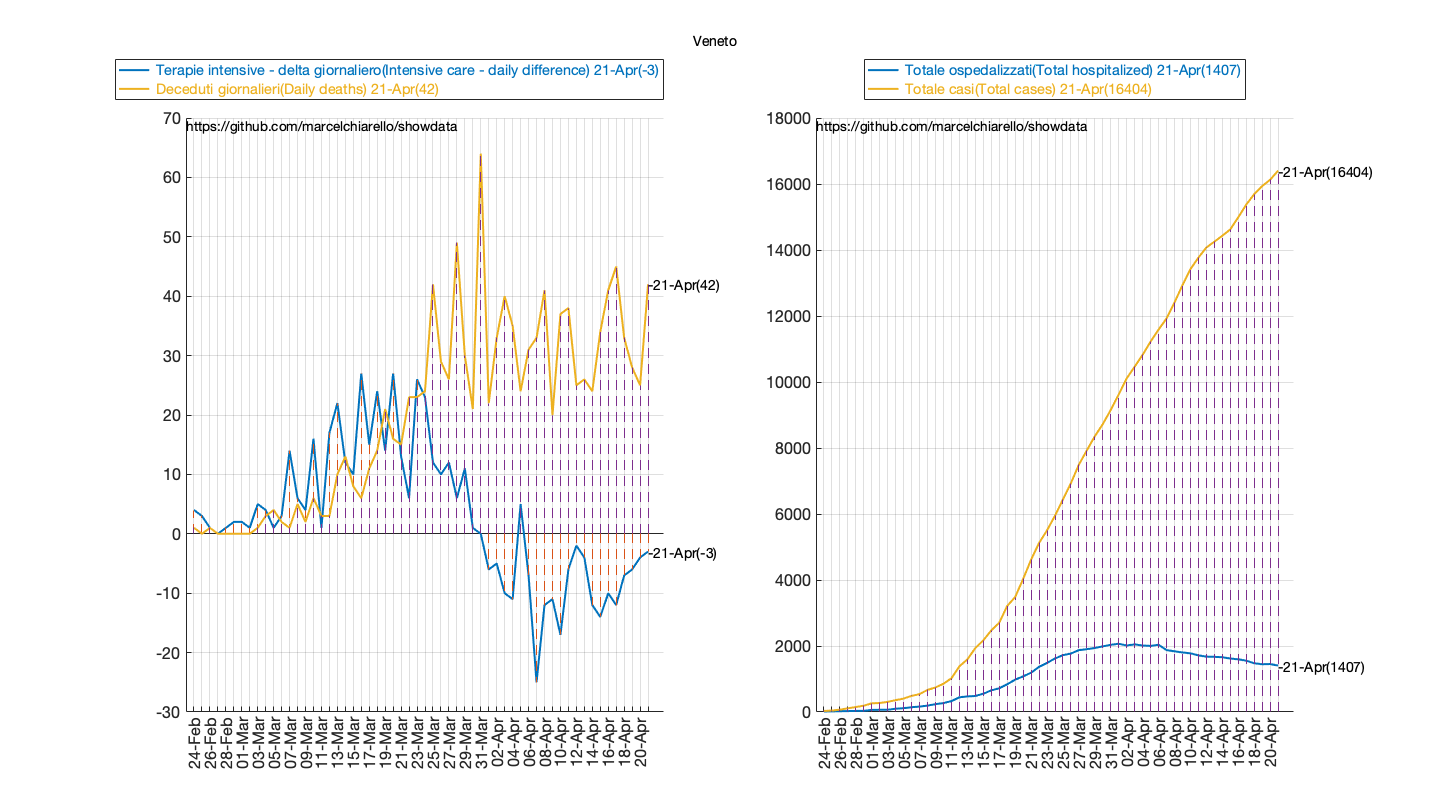 Veneto
Terapie intensive - delta giornaliero(Intensive care - daily difference) 21-Apr(-3)
Deceduti giornalieri(Daily deaths) 21-Apr(42)
70
https://github.com/marcelchiarello/showdata
60
50
40
30
20
10
0
-10
-20
-30
-21-Apr(42)
-21-Apr(-3)
24-Feb
26-Feb
28-Feb
01-Mar
03-Mar
05-Mar
07-Mar
09-Mar
11-Mar
13-Mar
15-Mar
17-Mar
19-Mar
21-Mar
23-Mar
25-Mar
27-Mar
29-Mar
31-Mar
02-Apr
04-Apr
06-Apr
08-Apr
10-Apr
12-Apr
14-Apr
16-Apr
18-Apr
20-Apr
Totale ospedalizzati(Total hospitalized) 21-Apr(1407)
Totale casi(Total cases) 21-Apr(16404)
18000
https://github.com/marcelchiarello/showdata
16000
14000
12000
10000
8000
6000
4000
2000
0
-21-Apr(16404)
-21-Apr(1407)
24-Feb
26-Feb
28-Feb
01-Mar
03-Mar
05-Mar
07-Mar
09-Mar
11-Mar
13-Mar
15-Mar
17-Mar
19-Mar
21-Mar
23-Mar
25-Mar
27-Mar
29-Mar
31-Mar
02-Apr
04-Apr
06-Apr
08-Apr
10-Apr
12-Apr
14-Apr
16-Apr
18-Apr
20-Apr